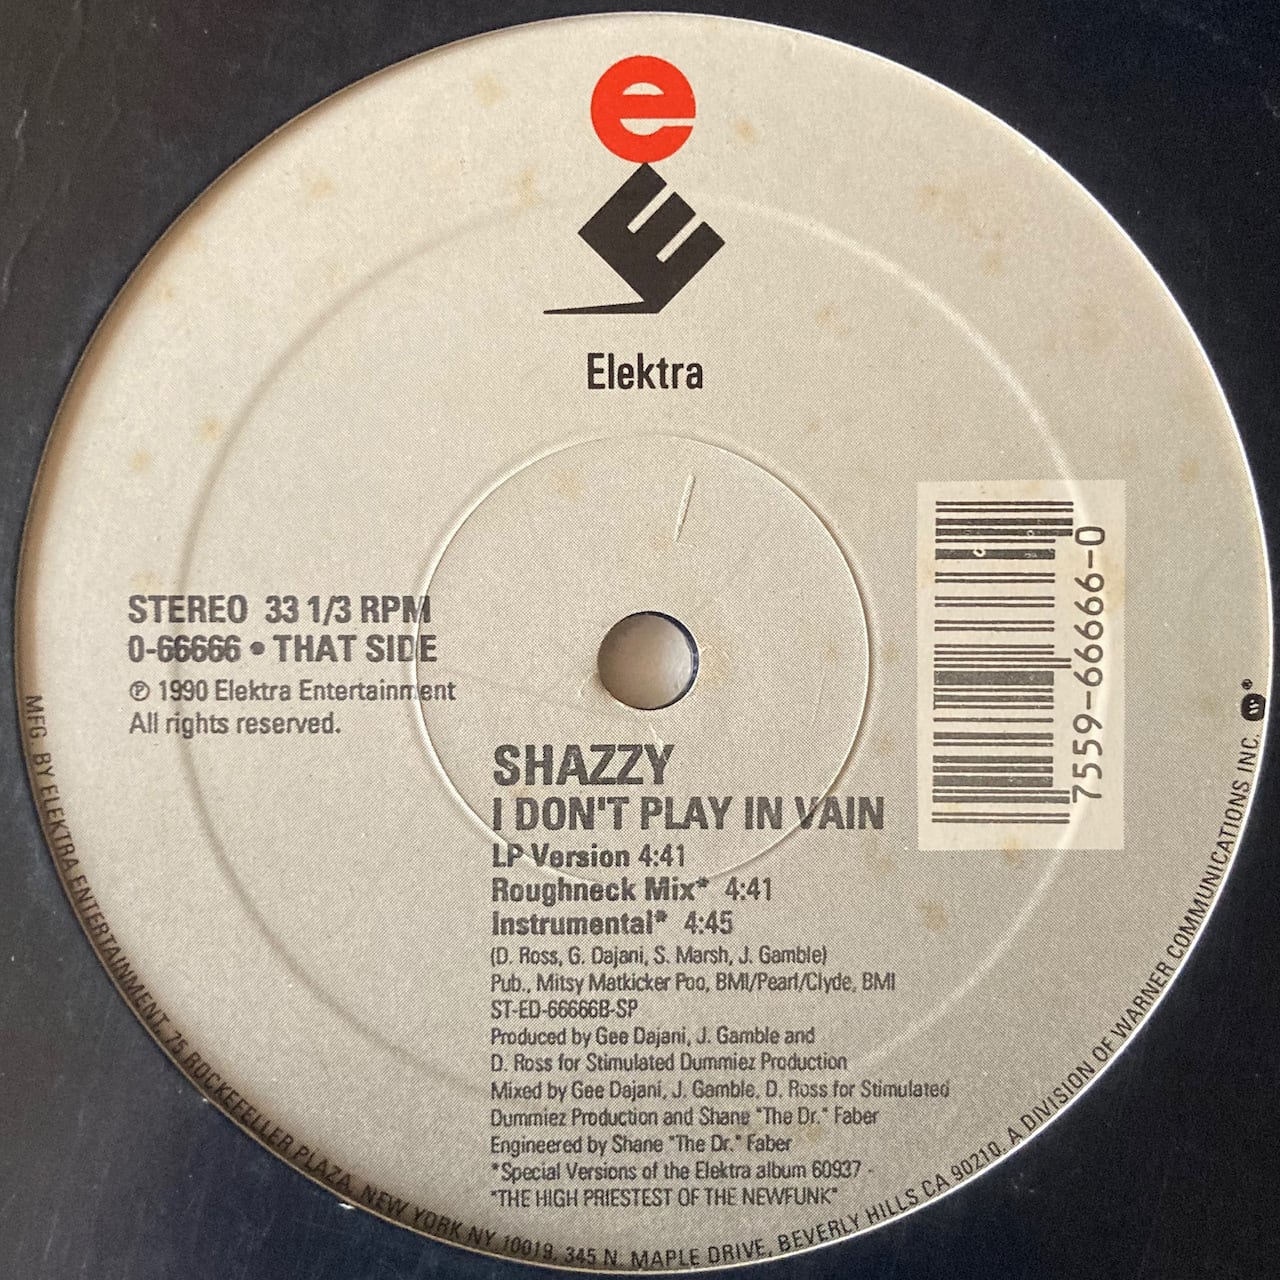 e
E
Elektra
STEREO 33 1/3 RPM
0-66666 • THAT SIDE
℗ 1990 Elektra Entertainment
All rights reserved.
7559-66666-0
SHAZZY
I DON'T PLAY IN VAIN
LP Version 4:41
Roughneck Mix* 4:41
Instrumental* 4:45
(D. Ross, G. Dajani, S. Marsh, J. Gamble)
Pub., Mitsy Matkicker Poo, BMI/Pearl/Clyde, BMI
ST-ED-66666B-SP
Produced by Gee Dajani, J. Gamble and
D. Ross for Stimulated Dummiez Production
Mixed by Gee Dajani, J. Gamble, D. Ross for Stimulated
Dummiez Production and Shane "The Dr." Faber
Engineered by Shane "The Dr." Faber
*Special Versions of the Elektra album 60937 -
"THE HIGH PRIESTEST OF THE NEWFUNK"
MFG. BY ELEKTRA ENTERTAINMENT, 75 ROCKEFELLER PLAZA, NEW YORK NY 10019. 345 N. MAPLE DRIVE, BEVERLY HILLS CA 90210. A DIVISION OF WARNER COMMUNICATIONS INC. W ®